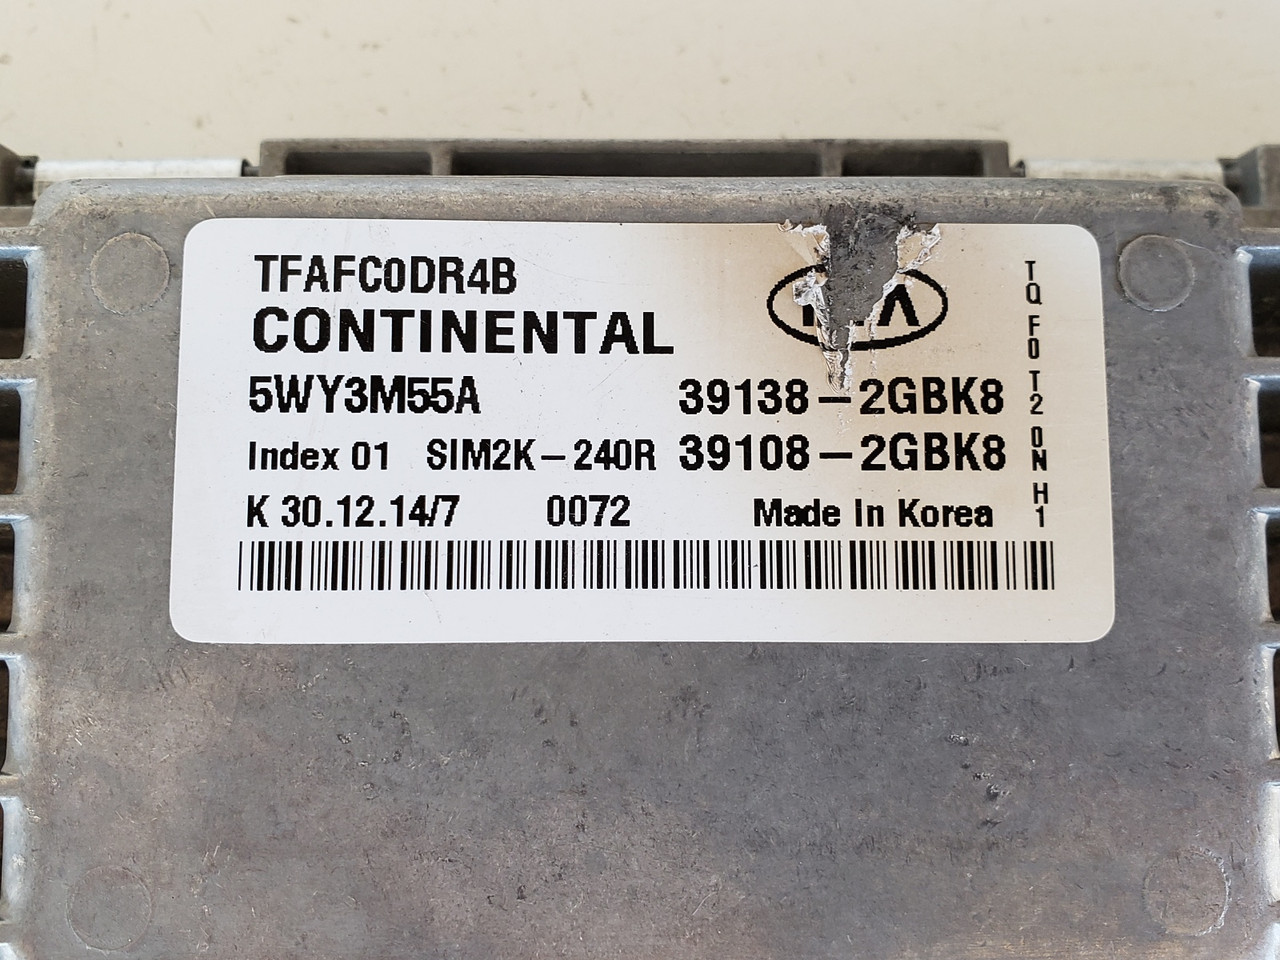 TFAFC0DR4B
CONTINENTAL
5WY3M55A 39138-2GBK8
Index 01 SIM2K-240R 39108-2GBK8
K 30.12.14/7 0072 Made In Korea
TQ F0 T2 0N H1